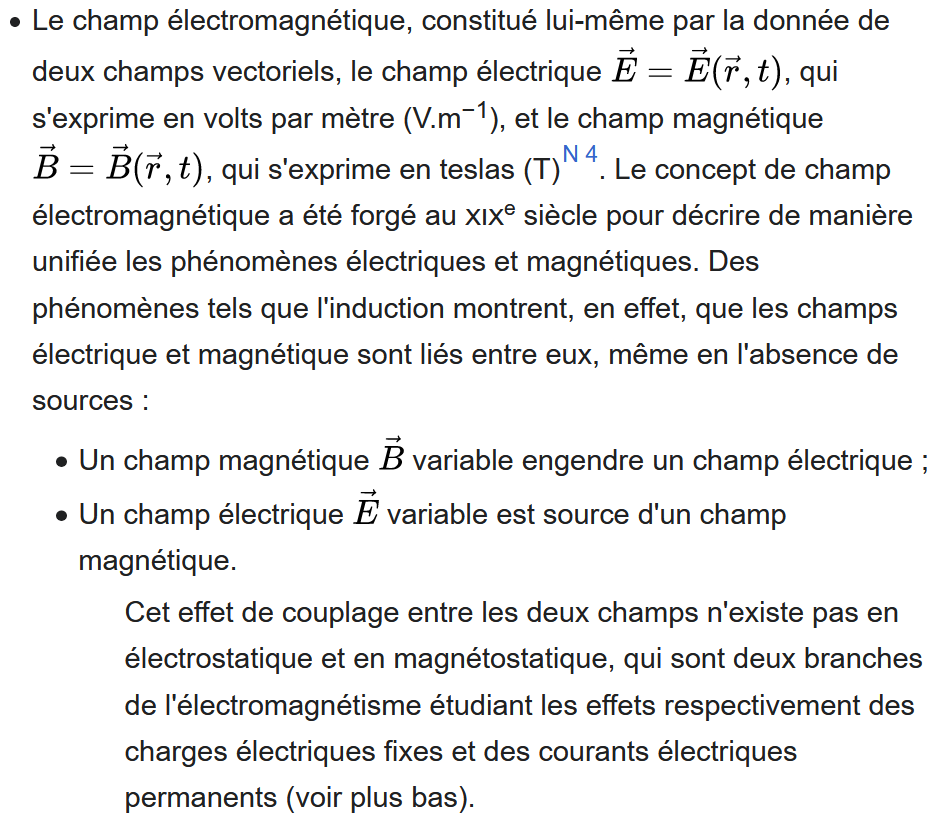 • Le champ électromagnétique, constitué lui-même par la donnée de
deux champs vectoriels, le champ électrique $\vec{E} = \vec{E}(\vec{r}, t)$, qui
s'exprime en volts par mètre (V.m⁻¹), et le champ magnétique
$\vec{B} = \vec{B}(\vec{r}, t)$, qui s'exprime en teslas (T)ᴺ ⁴. Le concept de champ
électromagnétique a été forgé au XIXᵉ siècle pour décrire de manière
unifiée les phénomènes électriques et magnétiques. Des
phénomènes tels que l'induction montrent, en effet, que les champs
électrique et magnétique sont liés entre eux, même en l'absence de
sources :
• Un champ magnétique $\vec{B}$ variable engendre un champ électrique ;
• Un champ électrique $\vec{E}$ variable est source d'un champ
magnétique.
Cet effet de couplage entre les deux champs n'existe pas en
électrostatique et en magnétostatique, qui sont deux branches
de l'électromagnétisme étudiant les effets respectivement des
charges électriques fixes et des courants électriques
permanents (voir plus bas).